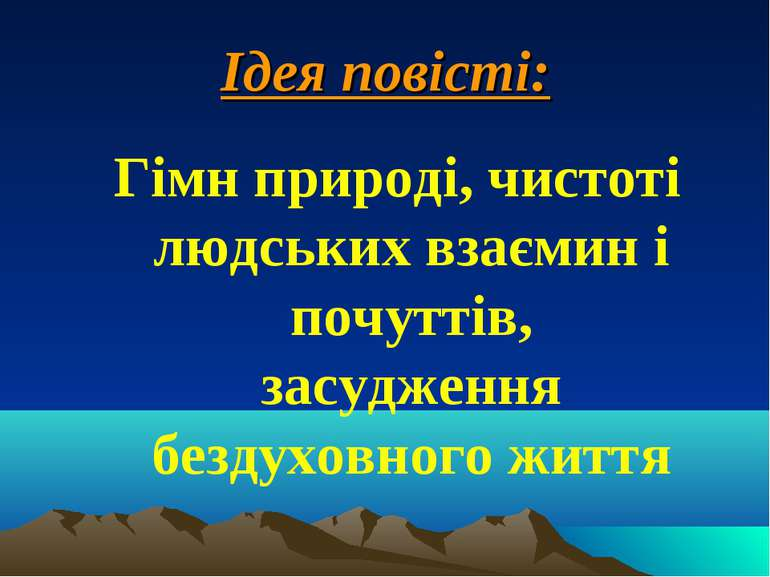 Ідея повісті:
Гімн природі, чистоті
людських взаємин і
почуттів,
засудження
бездуховного життя